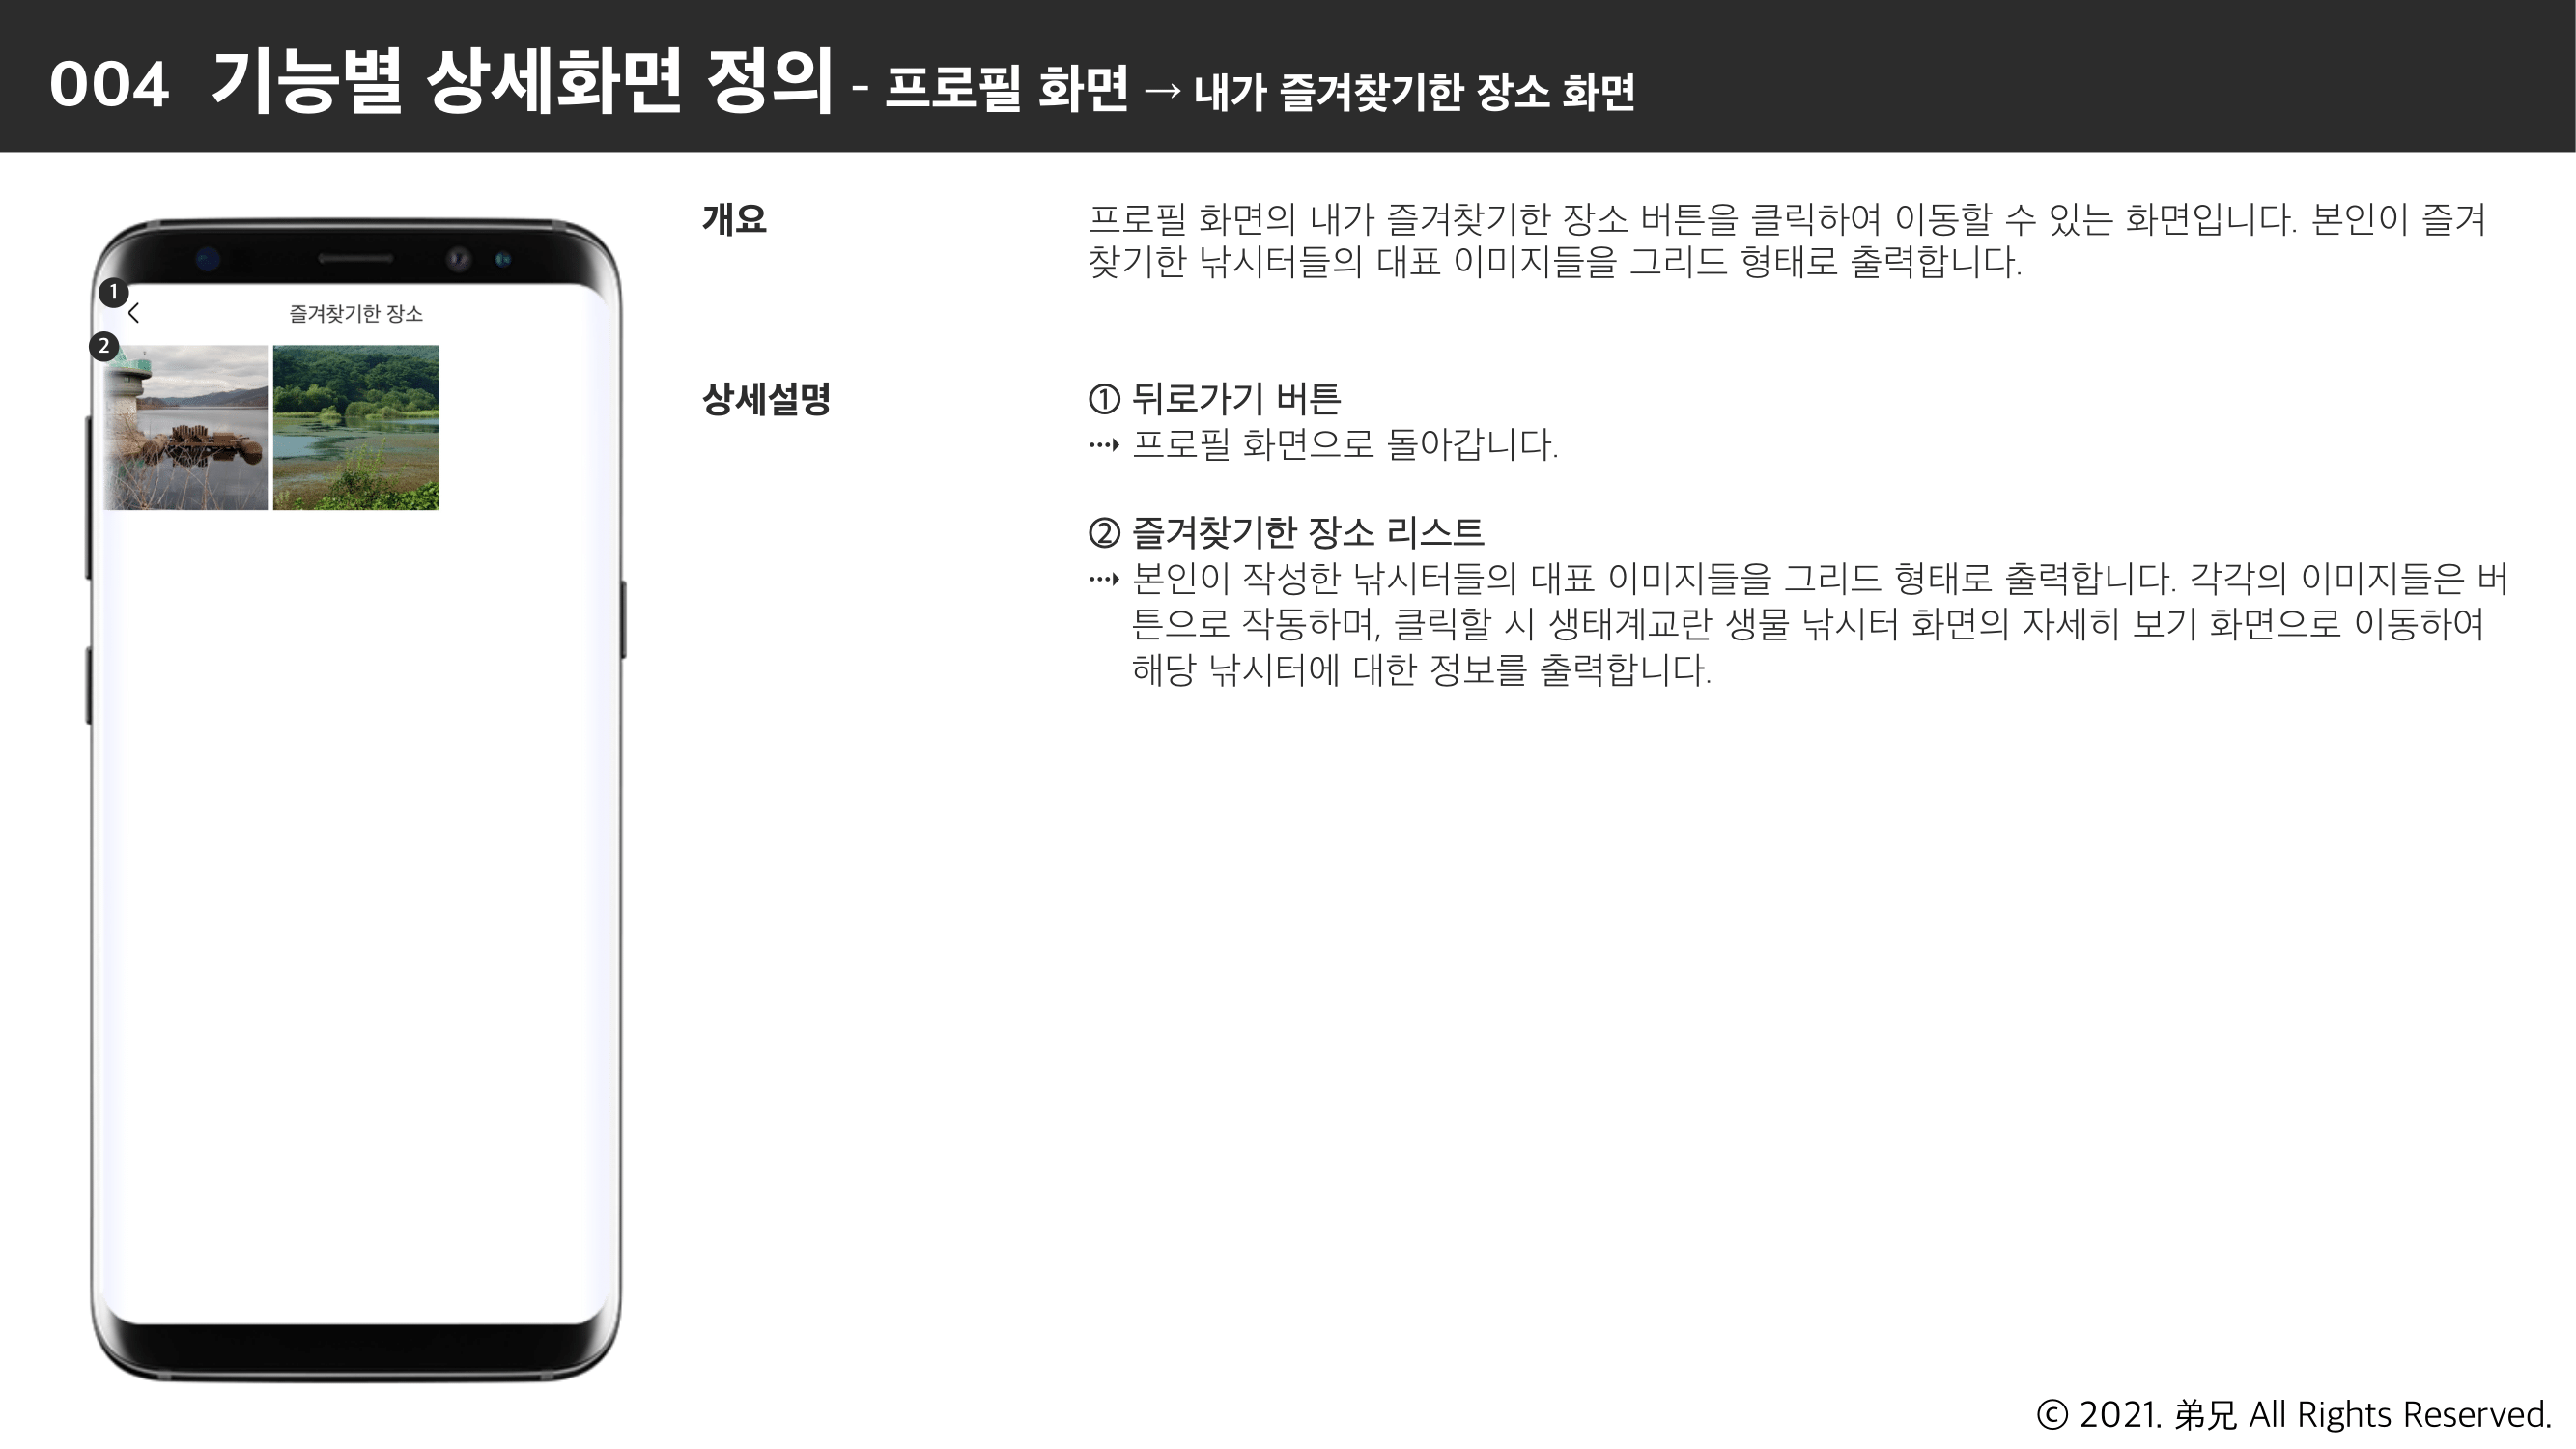 004 기능별 상세화면 정의 - 프로필 화면 → 내가 즐겨찾기한 장소 화면
1
즐겨찾기한 장소
2
개요
프로필 화면의 내가 즐겨찾기한 장소 버튼을 클릭하여 이동할 수 있는 화면입니다. 본인이 즐겨
찾기한 낚시터들의 대표 이미지들을 그리드 형태로 출력합니다.
상세설명
① 뒤로가기 버튼
⤑ 프로필 화면으로 돌아갑니다.
② 즐겨찾기한 장소 리스트
⤑ 본인이 작성한 낚시터들의 대표 이미지들을 그리드 형태로 출력합니다. 각각의 이미지들은 버
튼으로 작동하며, 클릭할 시 생태계교란 생물 낚시터 화면의 자세히 보기 화면으로 이동하여
해당 낚시터에 대한 정보를 출력합니다.
ⓒ 2021. 弟兄 All Rights Reserved.